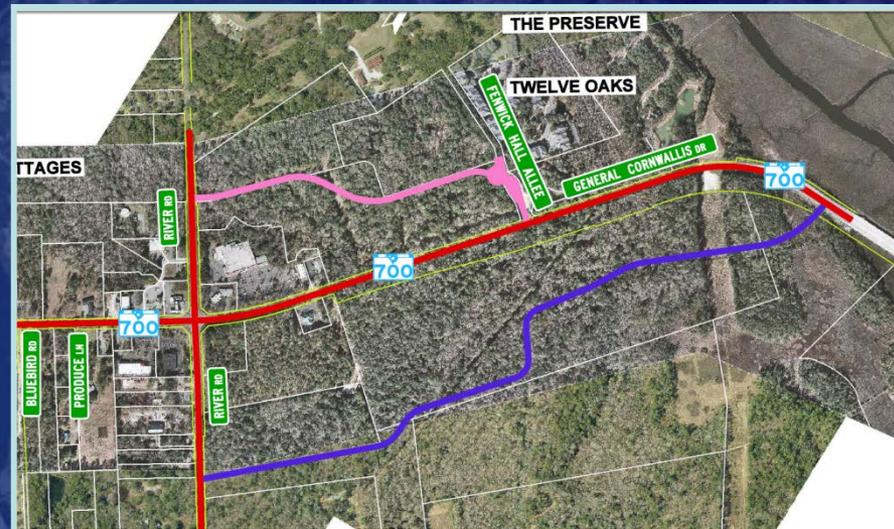 THE PRESERVE
TWELVE OAKS
FENWICK HALL ALLEE
GENERAL CORNWALLIS DR
700
TTAGES
RIVER RD
700
700
BLUEBIRD RD
PRODUCE LN
RIVER RD